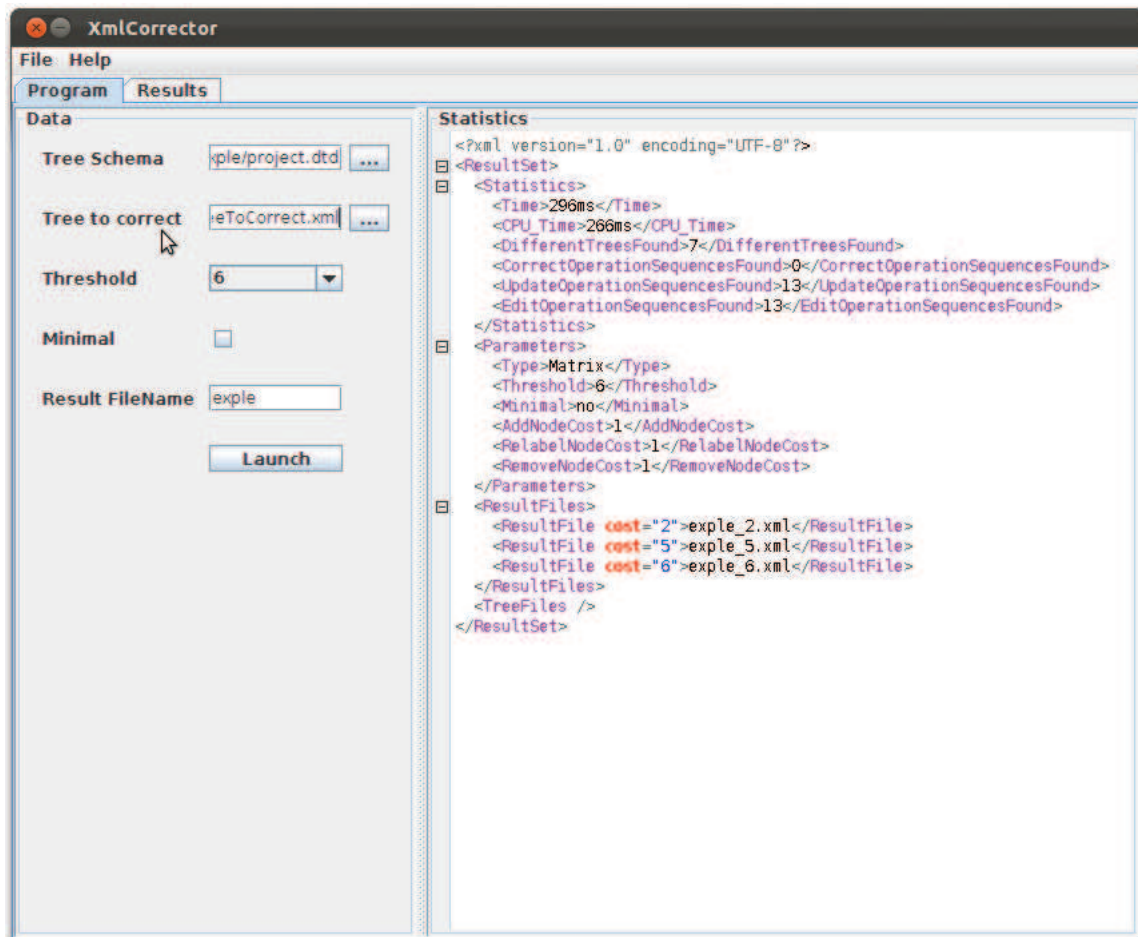 XmlCorrector
File Help
Program Results
Data
Tree Schema xple/project.dtd ...
Tree to correct eToCorrect.xml ...
Threshold 6
Minimal
Result FileName exple
Launch
Statistics
<?xml version="1.0" encoding="UTF-8"?>
<ResultSet>
<Statistics>
<Time>296ms</Time>
<CPU_Time>266ms</CPU_Time>
<DifferentTreesFound>7</DifferentTreesFound>
<CorrectOperationSequencesFound>0</CorrectOperationSequencesFound>
<UpdateOperationSequencesFound>13</UpdateOperationSequencesFound>
<EditOperationSequencesFound>13</EditOperationSequencesFound>
</Statistics>
<Parameters>
<Type>Matrix</Type>
<Threshold>6</Threshold>
<Minimal>no</Minimal>
<AddNodeCost>1</AddNodeCost>
<RelabelNodeCost>1</RelabelNodeCost>
<RemoveNodeCost>1</RemoveNodeCost>
</Parameters>
<ResultFiles>
<ResultFile cost="2">exple_2.xml</ResultFile>
<ResultFile cost="5">exple_5.xml</ResultFile>
<ResultFile cost="6">exple_6.xml</ResultFile>
</ResultFiles>
<TreeFiles />
</ResultSet>